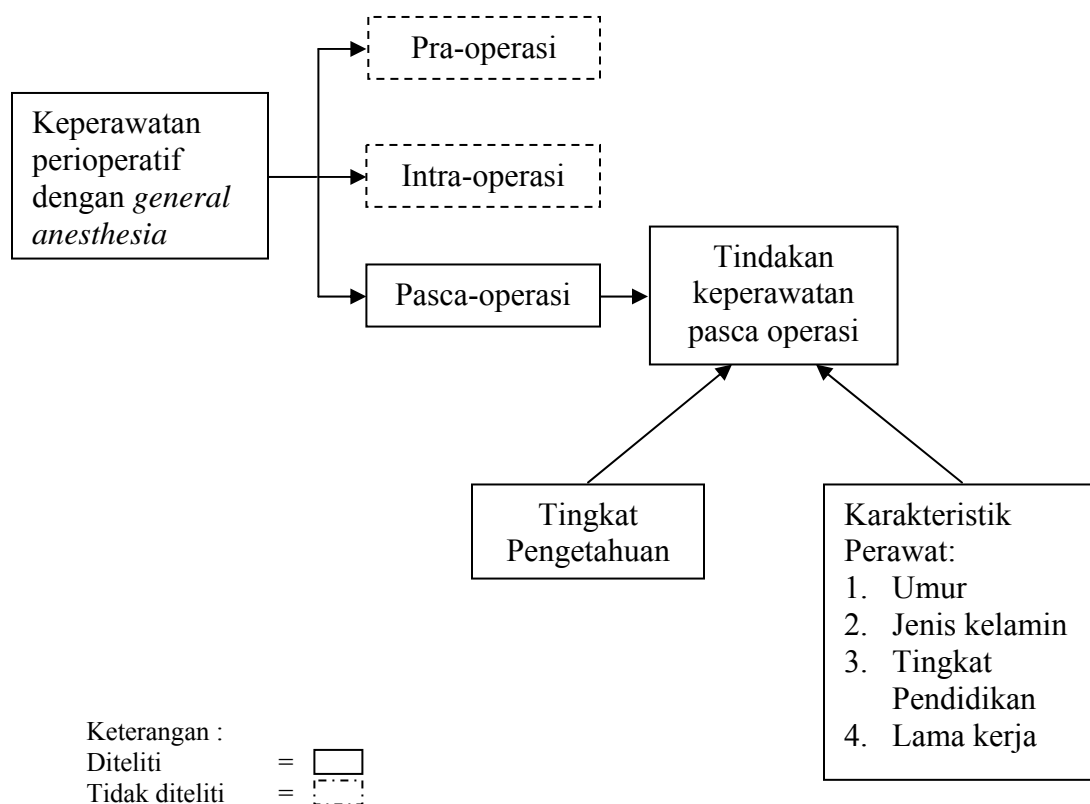 Pra-operasi
Keperawatan
perioperatif
dengan general
anesthesia
Intra-operasi
Pasca-operasi
Tindakan
keperawatan
pasca operasi
Tingkat
Pengetahuan
Karakteristik
Perawat:
1. Umur
2. Jenis kelamin
3. Tingkat
Pendidikan
4. Lama kerja
Keterangan :
Diteliti =
Tidak diteliti =